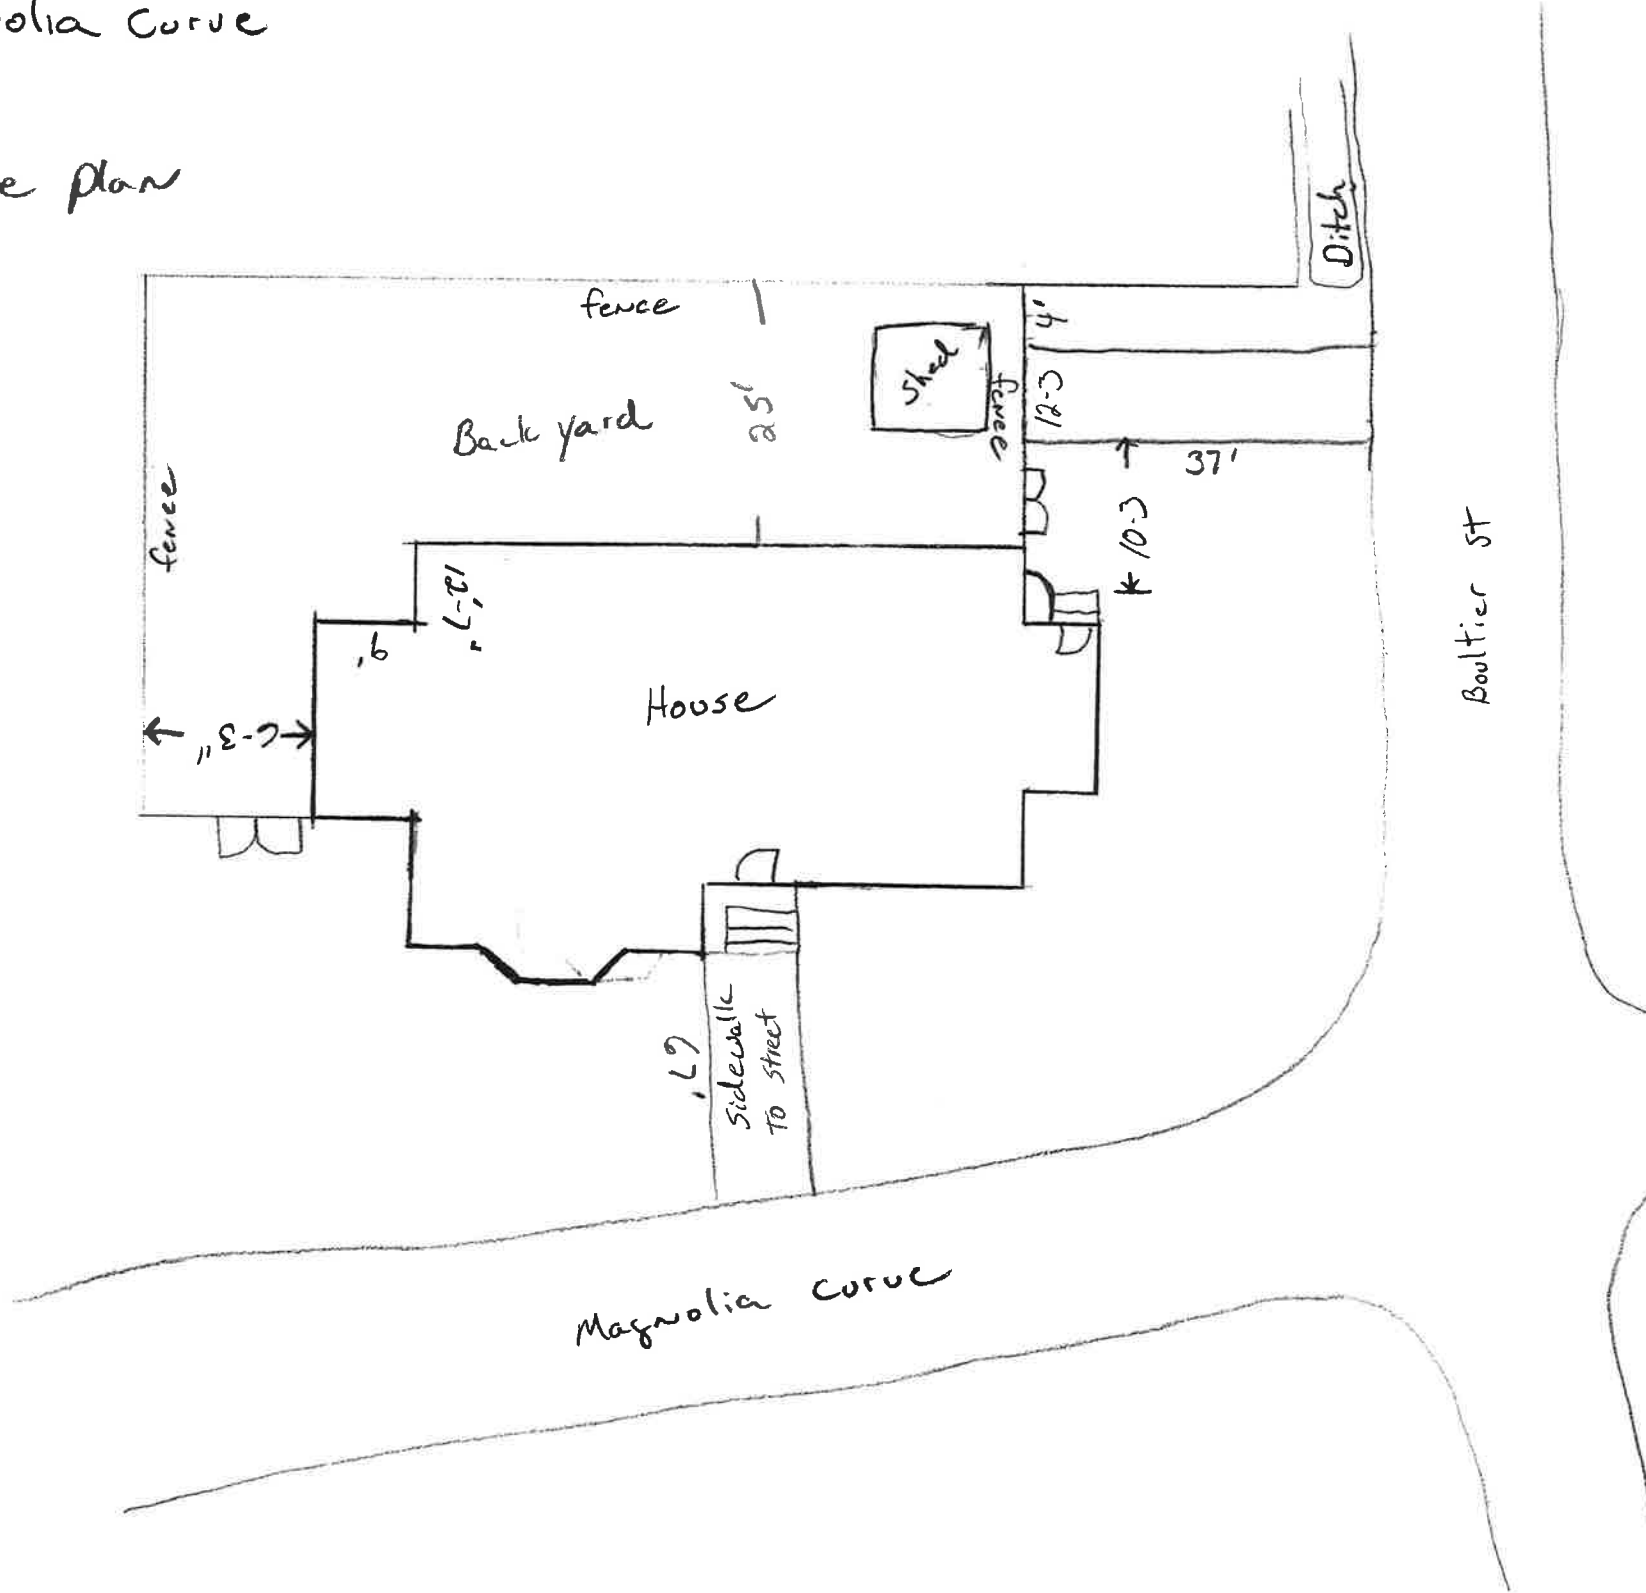 olia Curve
e plan
Ditch
fence
4'
Shed
fence
12-3
25'
Back yard
37'
fence
10-3
Boultier St
12'-7"
9'
House
6-3"
Sidewalk
To Street
67'
Magnolia Curve